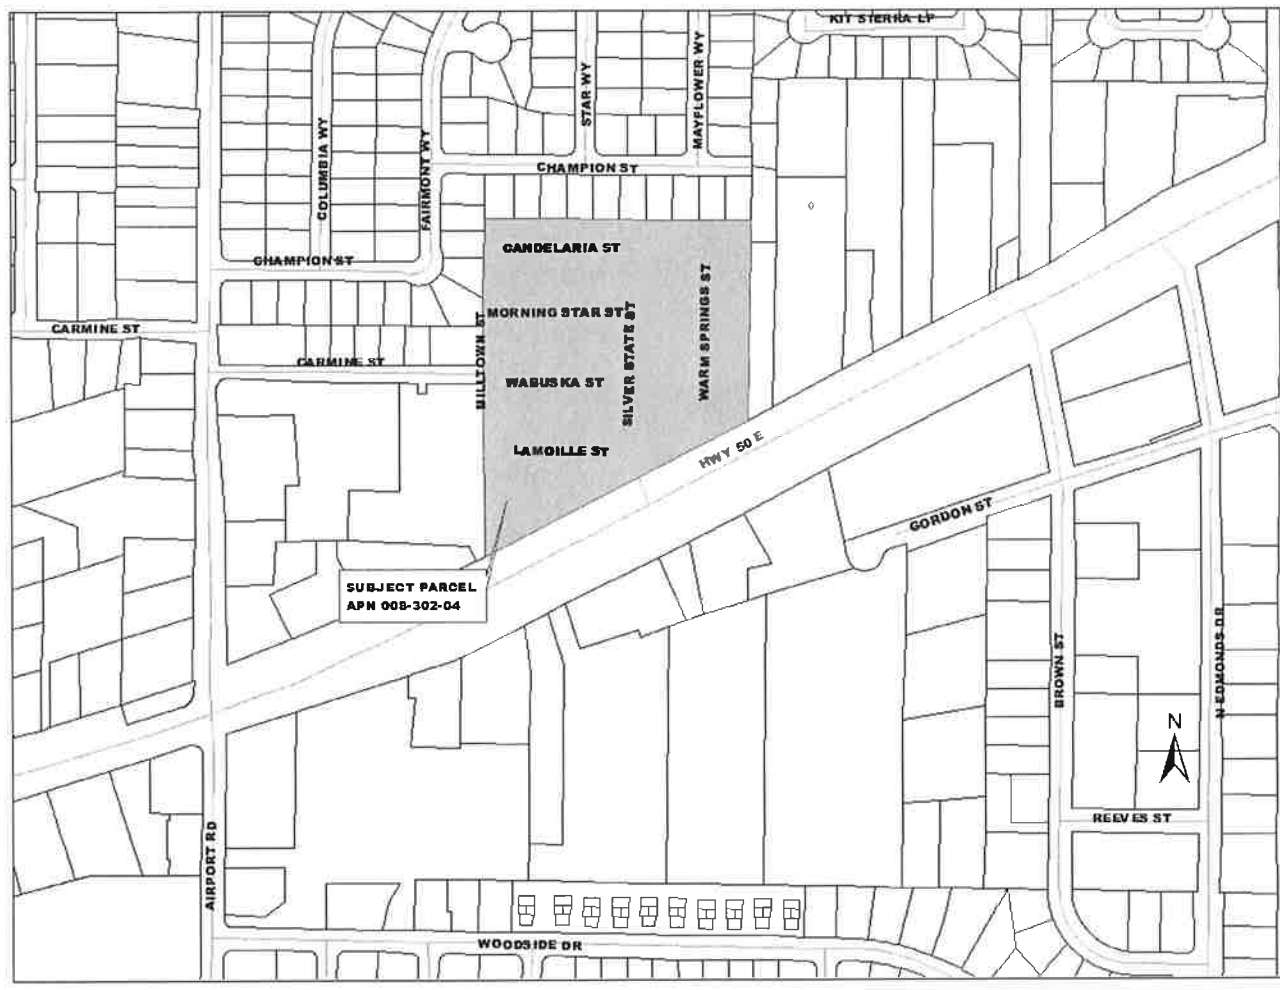 KIT SIERRA LP
STAR WY
MAYFLOWER WY
COLUMBIA WY
FAIRMONT WY
CHAMPION ST
CANDELARIA ST
CHAMPION ST
MORNING STAR ST
MILLTOWN ST
SILVER STATE ST
WARM SPRINGS ST
CARMINE ST
CARMINE ST
WABUSKA ST
LAMOILLE ST
HWY 50 E
GORDON ST
SUBJECT PARCEL
APN 008-302-04
BROWN ST
N EDMONDS DR
N
REEVES ST
AIRPORT RD
WOODSIDE DR